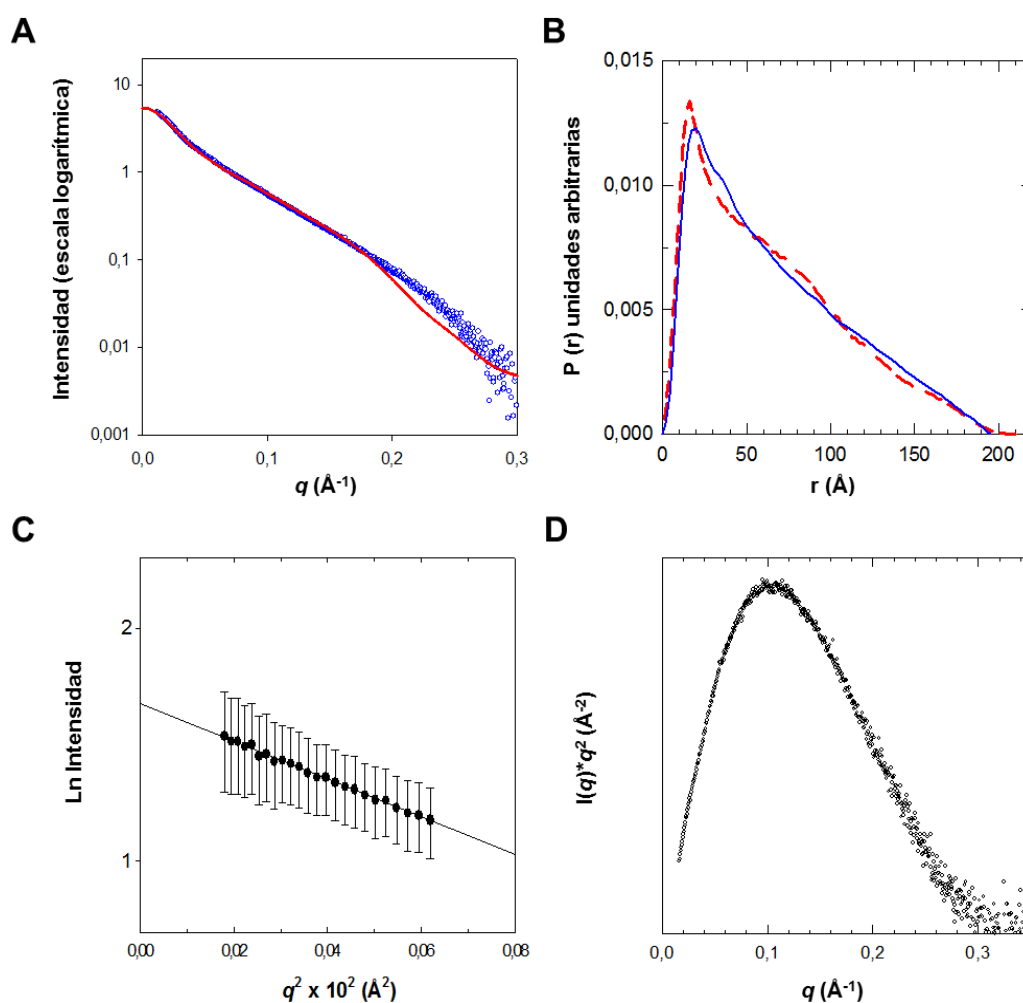 A
Intensidad (escala logarítmica)
10
1
0,1
0,01
0,001
0,0
0,1
0,2
0,3
q (Å-1)
B
P (r) unidades arbitrarias
0,015
0,010
0,005
0,000
0
50
100
150
200
r (Å)
C
Ln Intensidad
2
1
0,00
0,02
0,04
0,06
0,08
q2 x 102 (Å2)
D
I(q)*q2 (Å-2)
0,0
0,1
0,2
0,3
q (Å-1)